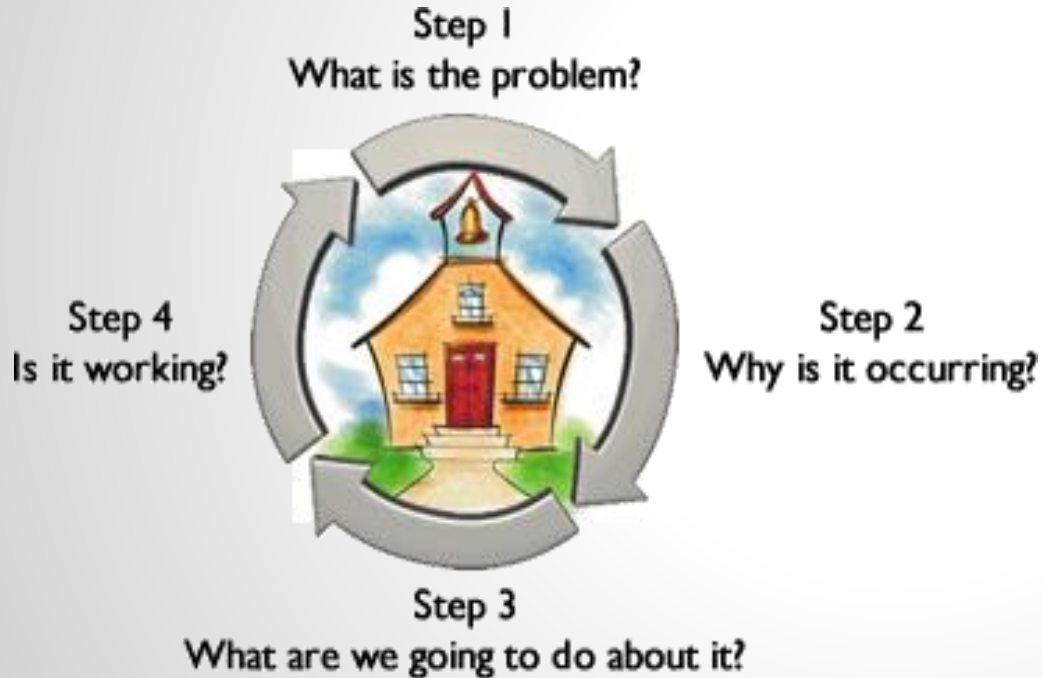 Step 1
What is the problem?
Step 2
Why is it occurring?
Step 3
What are we going to do about it?
Step 4
Is it working?